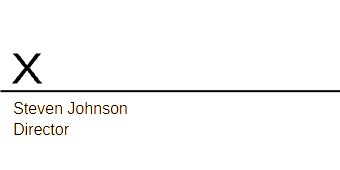 X
Steven Johnson
Director